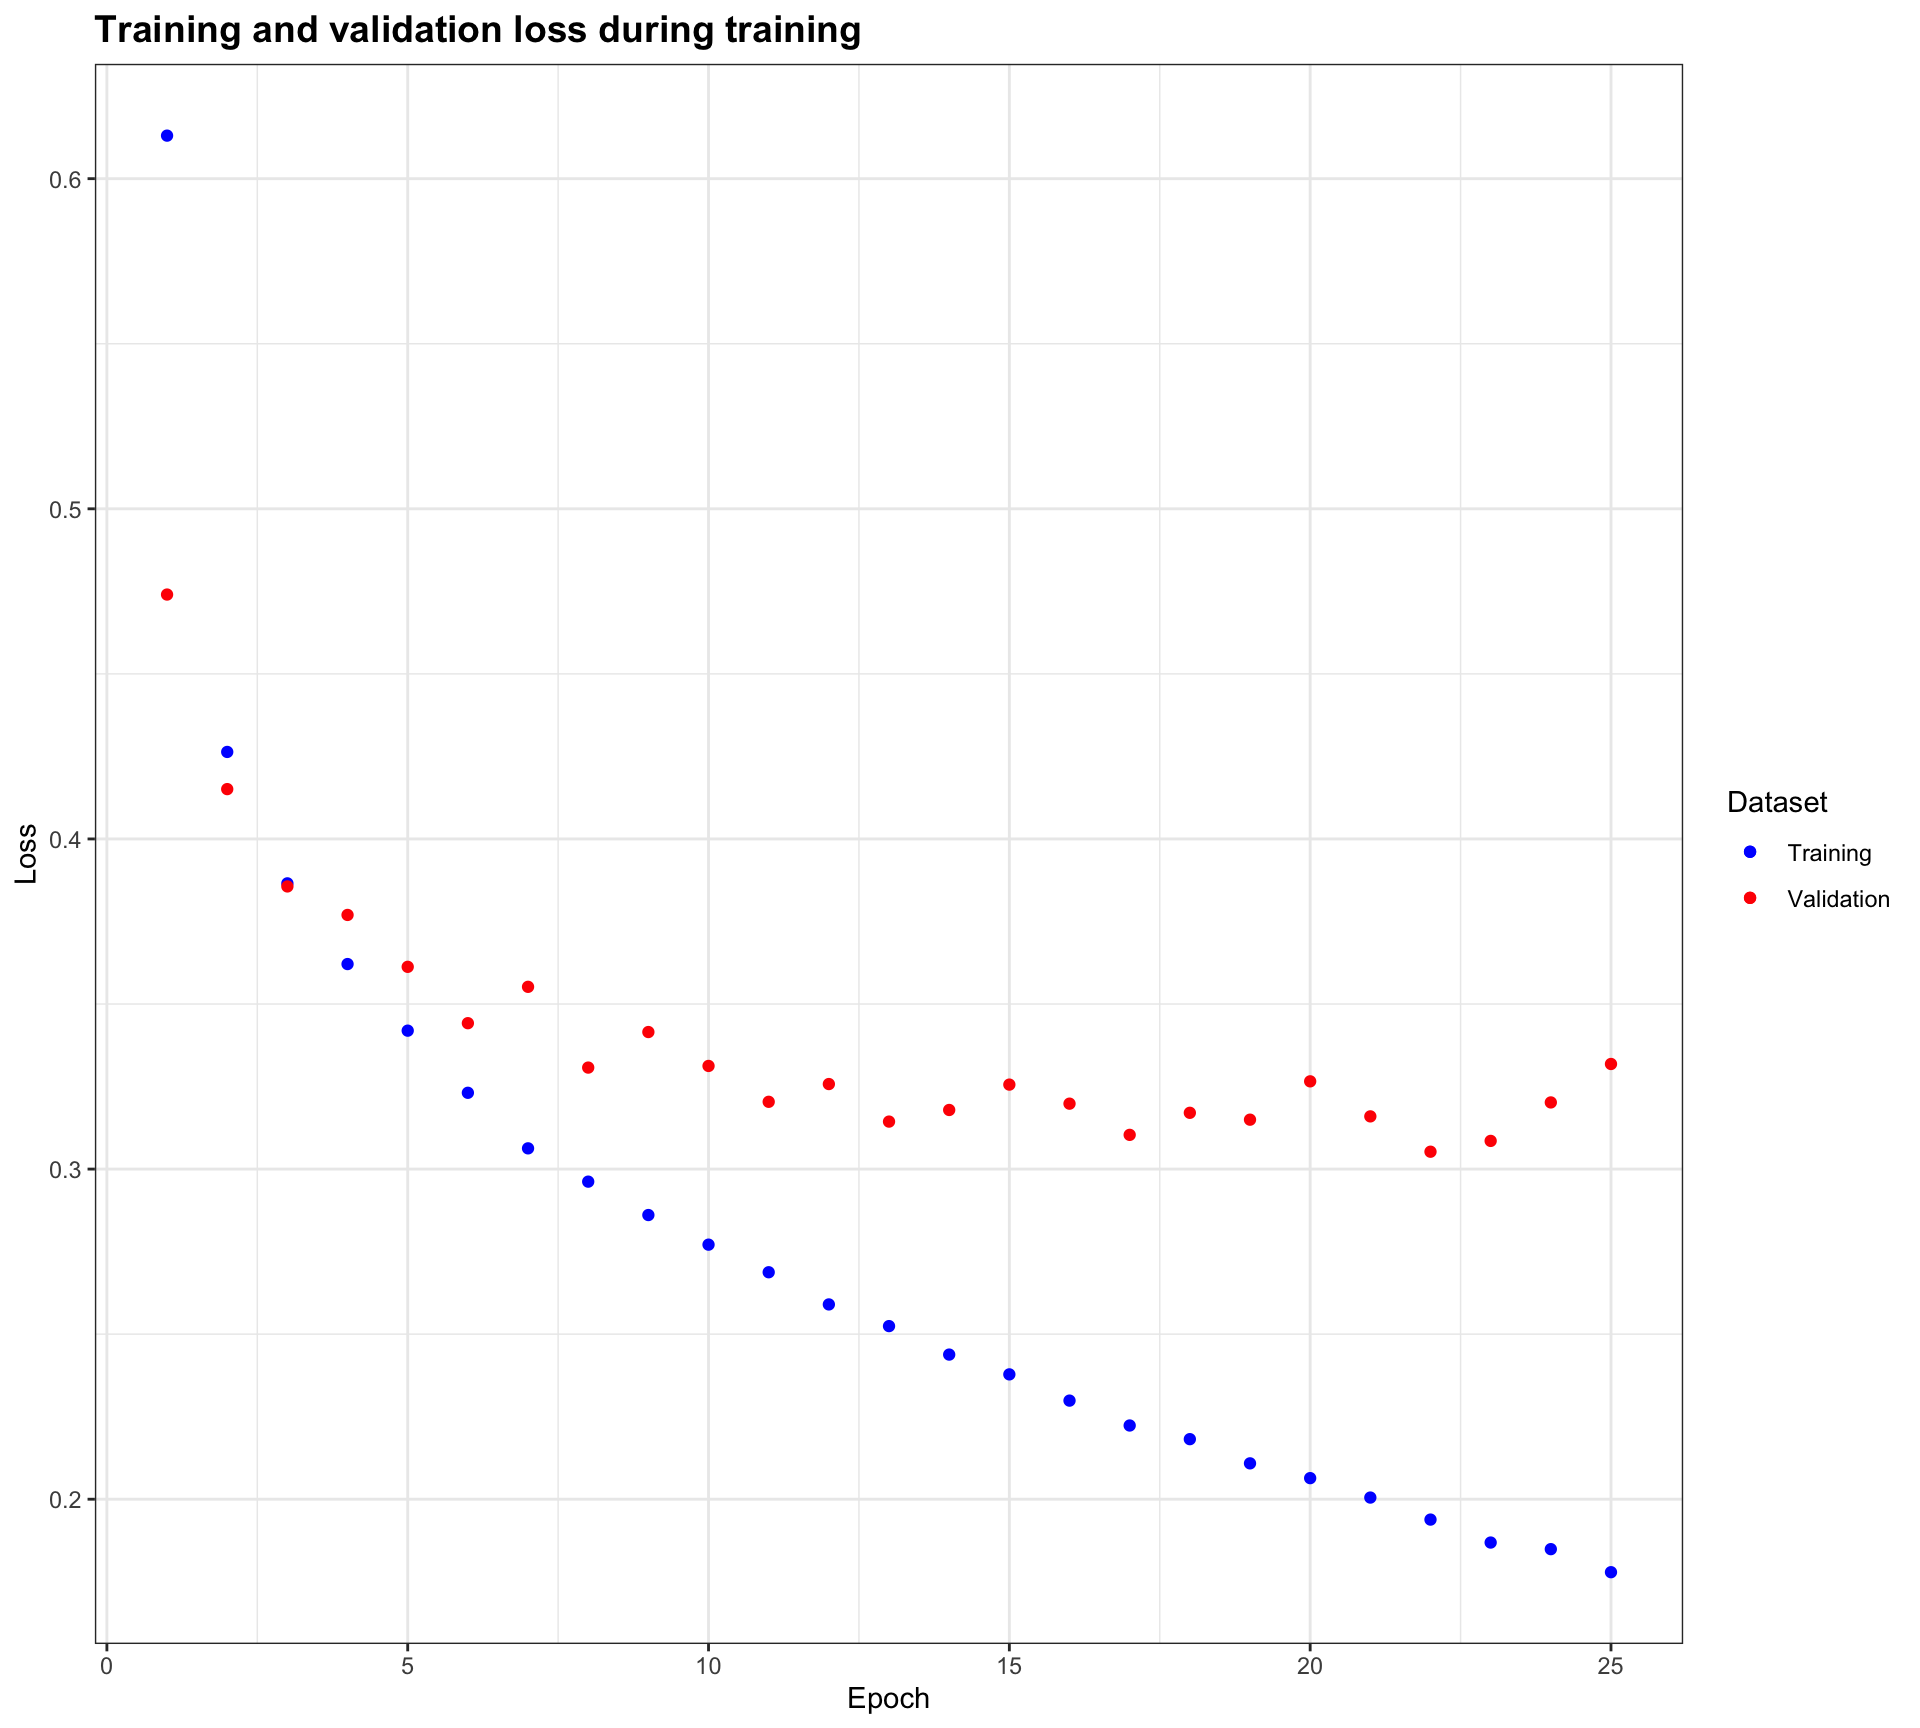 Training and validation loss during training
0.6
0.5
0.4
0.3
0.2
Loss
0 5 10 15 20 25
Epoch
Dataset
Training
Validation